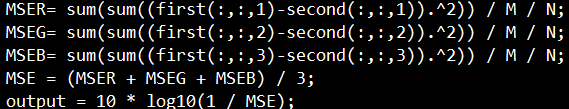 MSER= sum(sum((first(:,:,1)-second(:,:,1)).^2)) / M / N;
MSEG= sum(sum((first(:,:,2)-second(:,:,2)).^2)) / M / N;
MSEB= sum(sum((first(:,:,3)-second(:,:,3)).^2)) / M / N;
MSE = (MSER + MSEG + MSEB) / 3;
output = 10 * log10(1 / MSE);